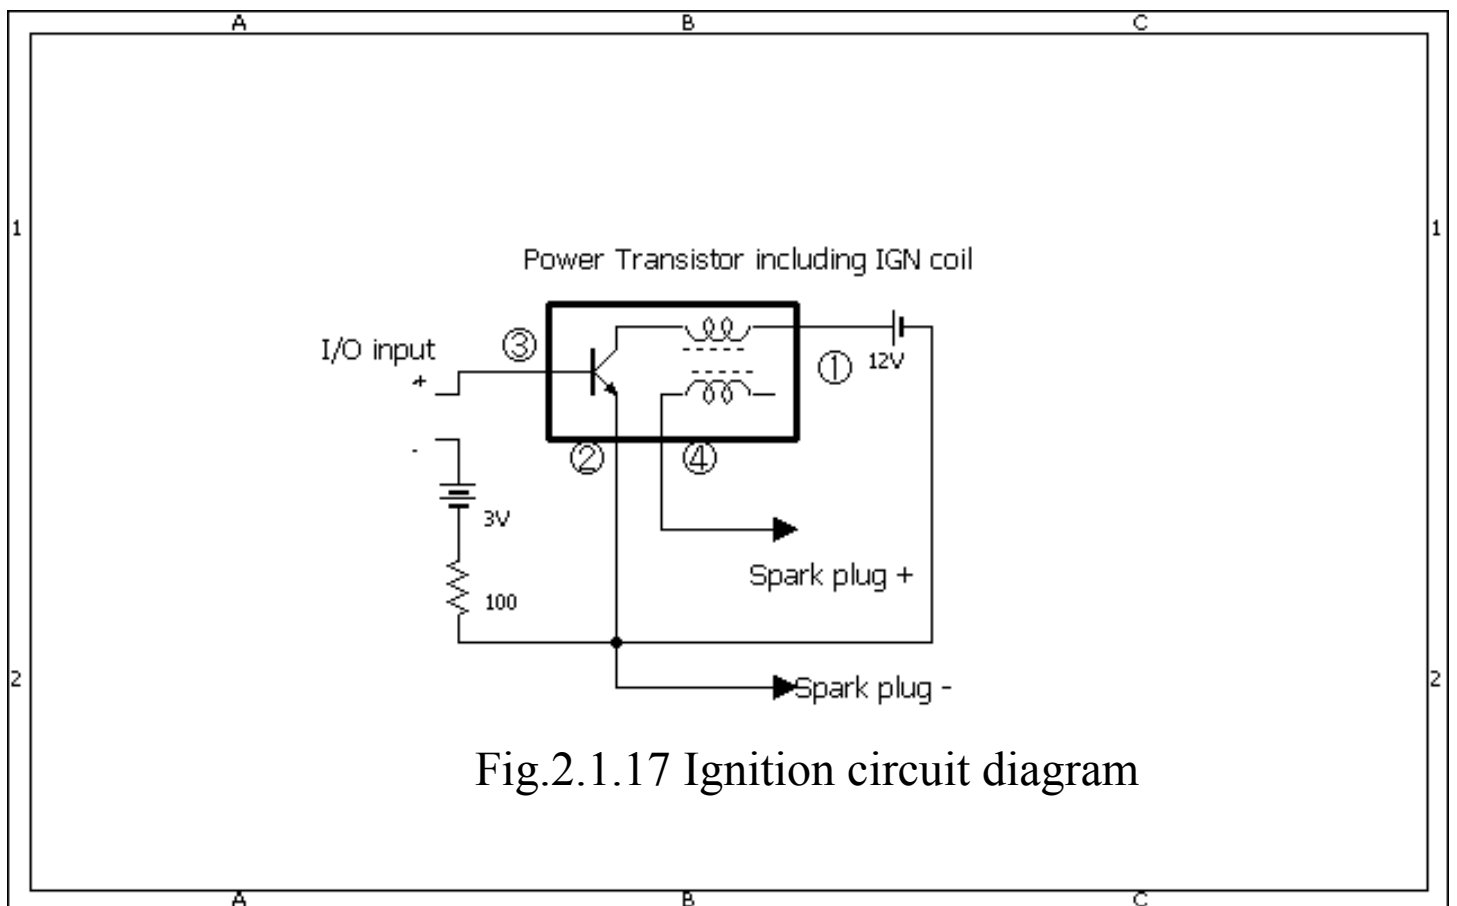 A B C
1 1
Power Transistor including IGN coil
I/O input
③
+
①
12V
-
②
④
3V
Spark plug +
100
2 2
Spark plug -
Fig.2.1.17 Ignition circuit diagram
A B C